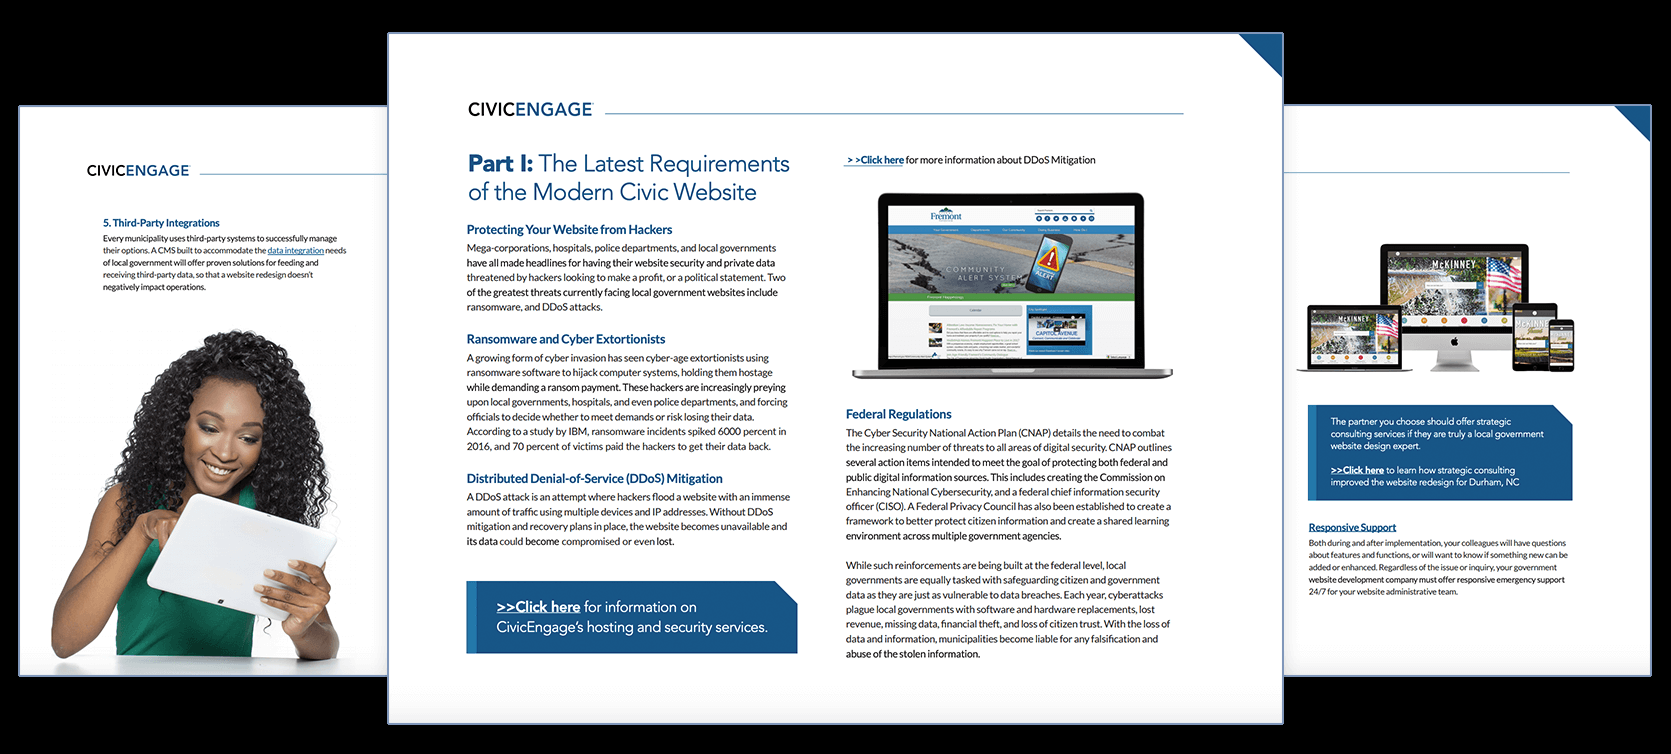 CIVICENGAGE
5. Third-Party Integrations
Every municipality uses third-party systems to successfully manage
their options. A CMS built to accommodate the data integration needs
of local government will offer proven solutions for feeding and
receiving third-party data, so that a website redesign doesn't
negatively impact operations.
CIVICENGAGE
Part I: The Latest Requirements
of the Modern Civic Website
Protecting Your Website from Hackers
Mega-corporations, hospitals, police departments, and local governments
have all made headlines for having their website security and private data
threatened by hackers looking to make a profit, or a political statement. Two
of the greatest threats currently facing local government websites include
ransomware, and DDoS attacks.
Ransomware and Cyber Extortionists
A growing form of cyber invasion has seen cyber-age extortionists using
ransomware software to hijack computer systems, holding them hostage
while demanding a ransom payment. These hackers are increasingly preying
upon local governments, hospitals, and even police departments, and forcing
officials to decide whether to meet demands or risk losing their data.
According to a study by IBM, ransomware incidents spiked 6000 percent in
2016, and 70 percent of victims paid the hackers to get their data back.
Distributed Denial-of-Service (DDoS) Mitigation
A DDoS attack is an attempt where hackers flood a website with an immense
amount of traffic using multiple devices and IP addresses. Without DDoS
mitigation and recovery plans in place, the website becomes unavailable and
its data could become compromised or even lost.
>>Click here for information on
CivicEngage's hosting and security services.
> >Click here for more information about DDoS Mitigation
Fremont
COMMUNITY
ALERT SYSTEM
ALERT
Fremont Happenings
Calendar
CAPITOL AVENUE
Federal Regulations
The Cyber Security National Action Plan (CNAP) details the need to combat
the increasing number of threats to all areas of digital security. CNAP outlines
several action items intended to meet the goal of protecting both federal and
public digital information sources. This includes creating the Commission on
Enhancing National Cybersecurity, and a federal chief information security
officer (CISO). A Federal Privacy Council has also been established to create a
framework to better protect citizen information and create a shared learning
environment across multiple government agencies.
While such reinforcements are being built at the federal level, local
governments are equally tasked with safeguarding citizen and government
data as they are just as vulnerable to data breaches. Each year, cyberattacks
plague local governments with software and hardware replacements, lost
revenue, missing data, financial theft, and loss of citizen trust. With the loss of
data and information, municipalities become liable for any falsification and
abuse of the stolen information.
McKINNEY
McKINNEY
McKINNEY
The partner you choose should offer strategic
consulting services if they are truly a local government
website design expert.
>>Click here to learn how strategic consulting
improved the website redesign for Durham, NC
Responsive Support
Both during and after implementation, your colleagues will have questions
about features and functions, or will want to know if something new can be
added or enhanced. Regardless of the issue or inquiry, your government
website development company must offer responsive emergency support
24/7 for your website administrative team.